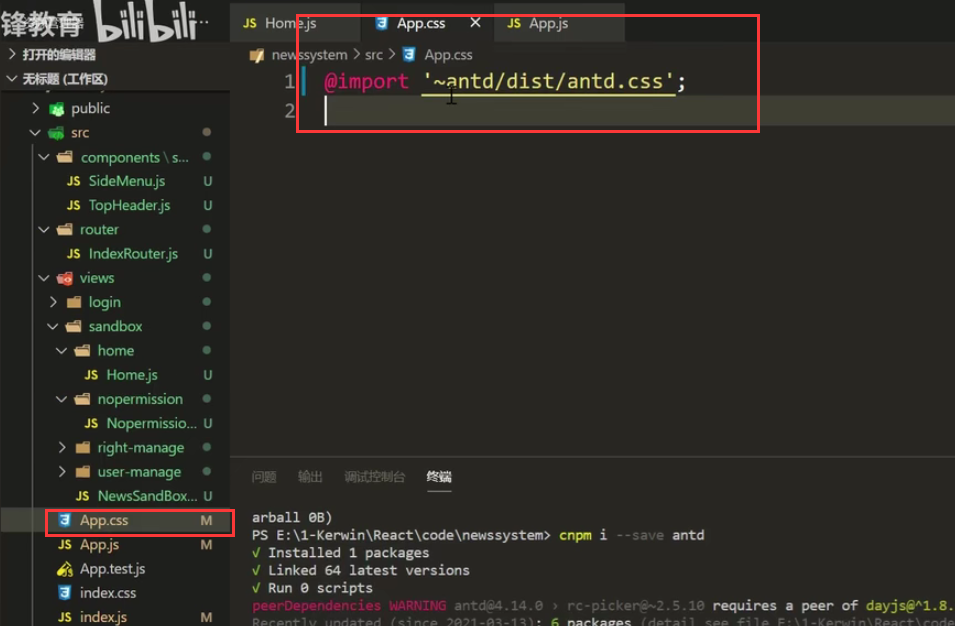 锋教育 bilibili
打开的编辑器
无标题 (工作区)
public
src
components \ s...
JS SideMenu.js U
JS TopHeader.js U
router
JS IndexRouter.js U
views
login
sandbox
home
JS Home.js U
nopermission
JS Nopermissio... U
right-manage
user-manage
JS NewsSandBox... U
App.css M
JS App.js M
App.test.js
index.css
JS index.js M
JS Home.js App.css × JS App.js
newssystem > src > App.css
1 @import '~antd/dist/antd.css';
2
问题 输出 调试控制台 终端
arball 0B)
PS E:\1-Kerwin\React\code\newssystem> cnpm i --save antd
√ Installed 1 packages
√ Linked 64 latest versions
√ Run 0 scripts
peerDependencies WARNING antd@4.14.0 › rc-picker@~2.5.10 requires a peer of dayjs@^1.8.
Recently updated (since 2021-03-13): 6 packages (detail see file E:\1-Kerwin\React\code